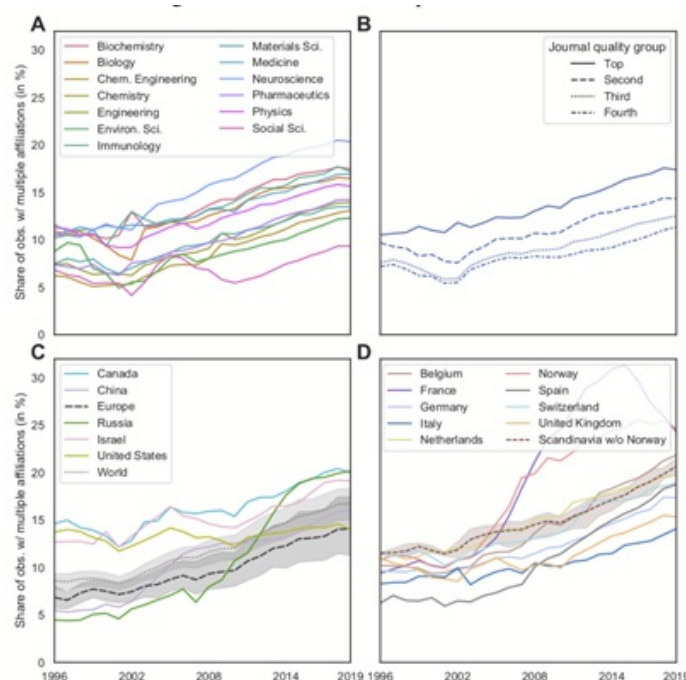 A
B
Share of obs. w/ multiple affiliations (in %)
30
25
20
15
10
5
0
Biochemistry
Biology
Chem. Engineering
Chemistry
Engineering
Environ. Sci.
Immunology
Materials Sci.
Medicine
Neuroscience
Pharmaceutics
Physics
Social Sci.
Journal quality group
Top
Second
Third
Fourth
C
D
Share of obs. w/ multiple affiliations (in %)
30
25
20
15
10
5
0
Canada
China
Europe
Russia
Israel
United States
World
Belgium
France
Germany
Italy
Netherlands
Norway
Spain
Switzerland
United Kingdom
Scandinavia w/o Norway
1996 2002 2008 2014 2019 1996 2002 2008 2014 2019